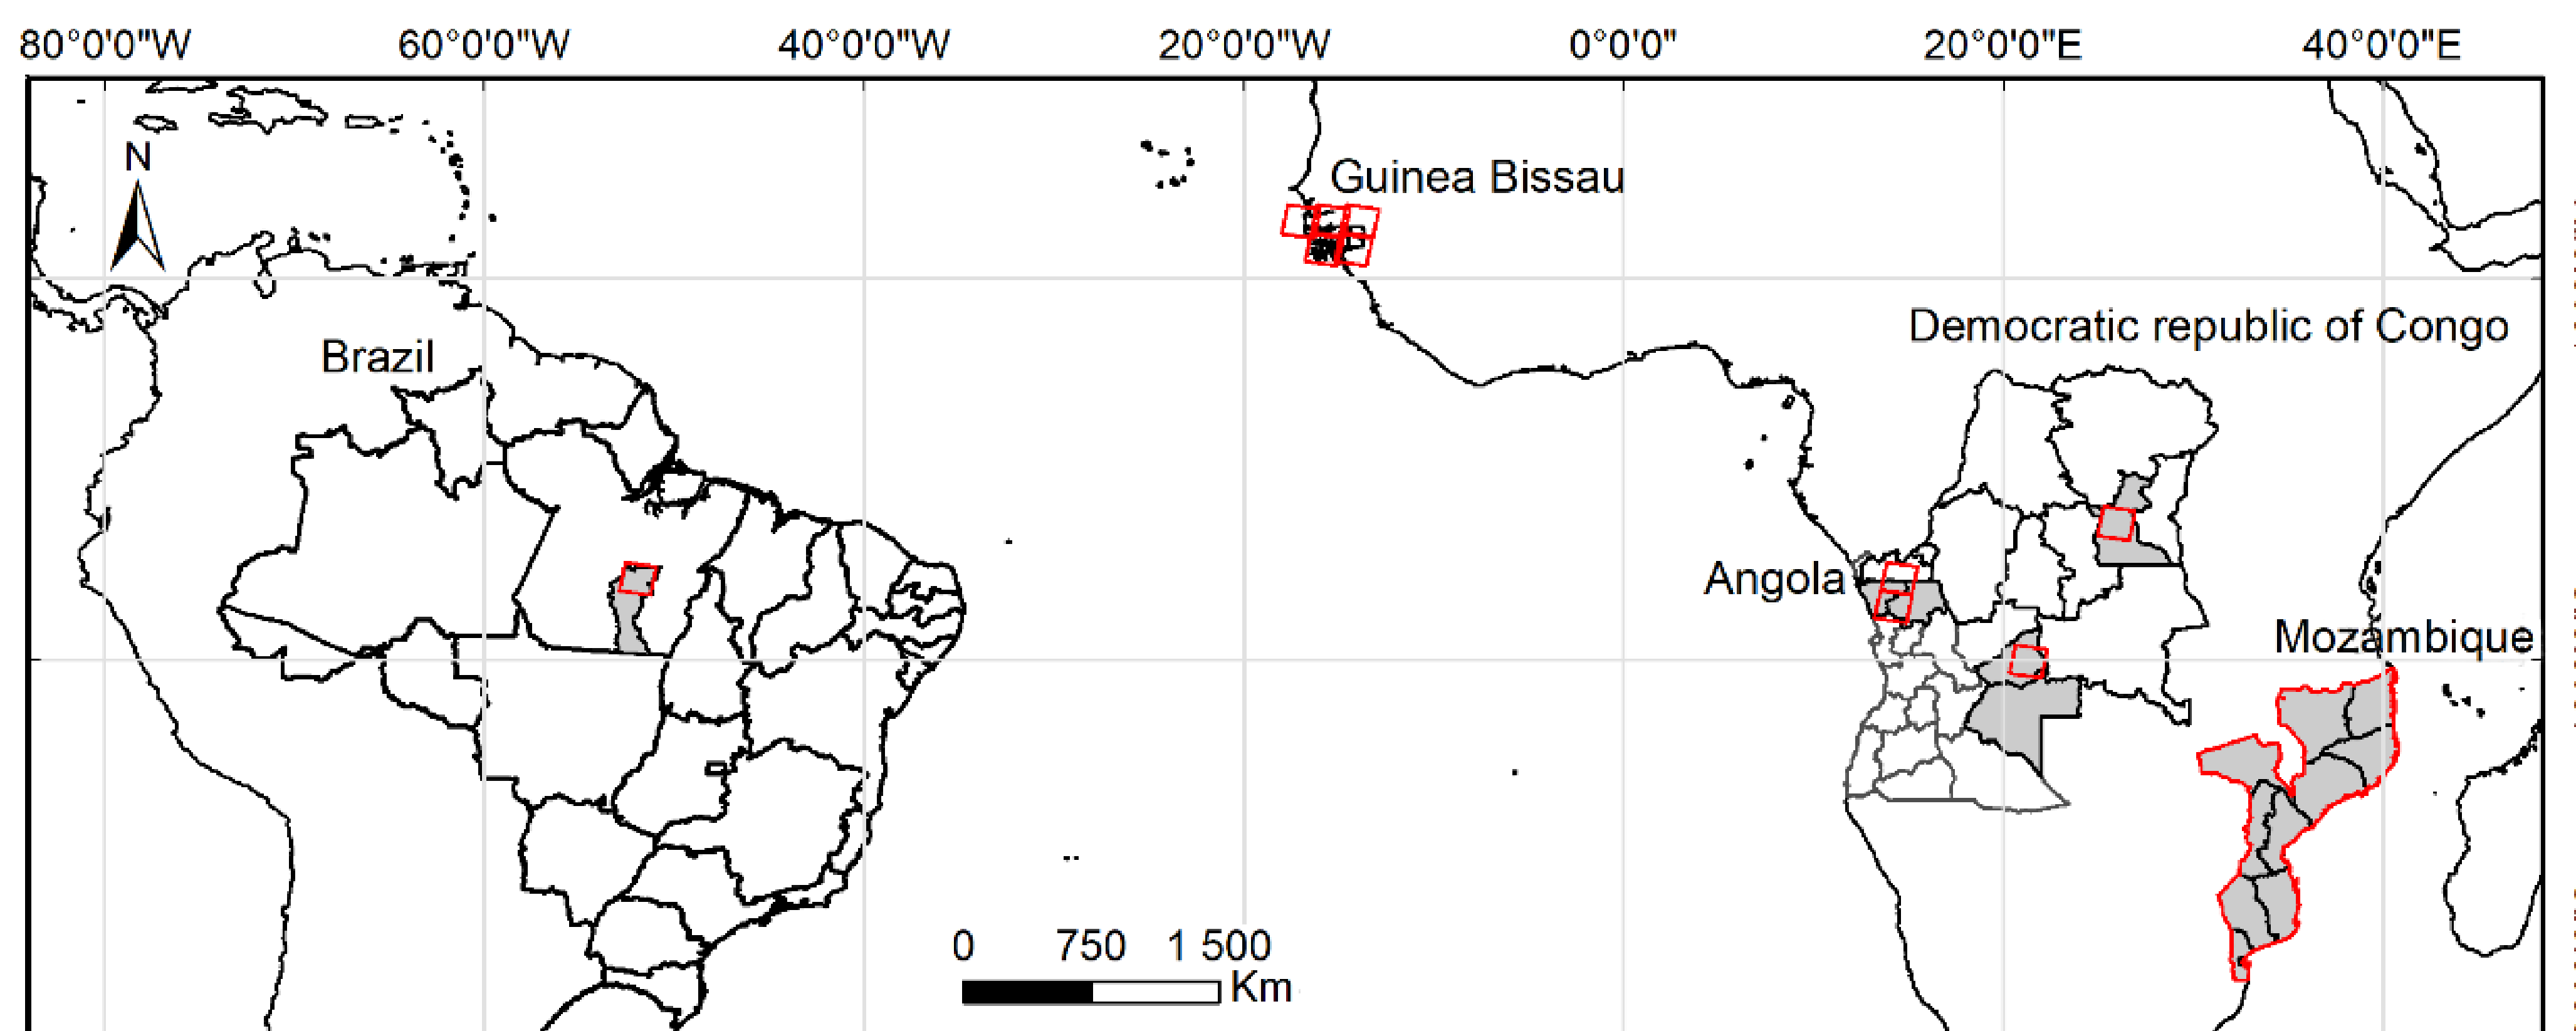 80°0'0"W 60°0'0"W 40°0'0"W 20°0'0"W 0°0'0" 20°0'0"E 40°0'0"E
N
Guinea Bissau
Democratic republic of Congo
Brazil
Angola
Mozambique
0 750 1 500
Km